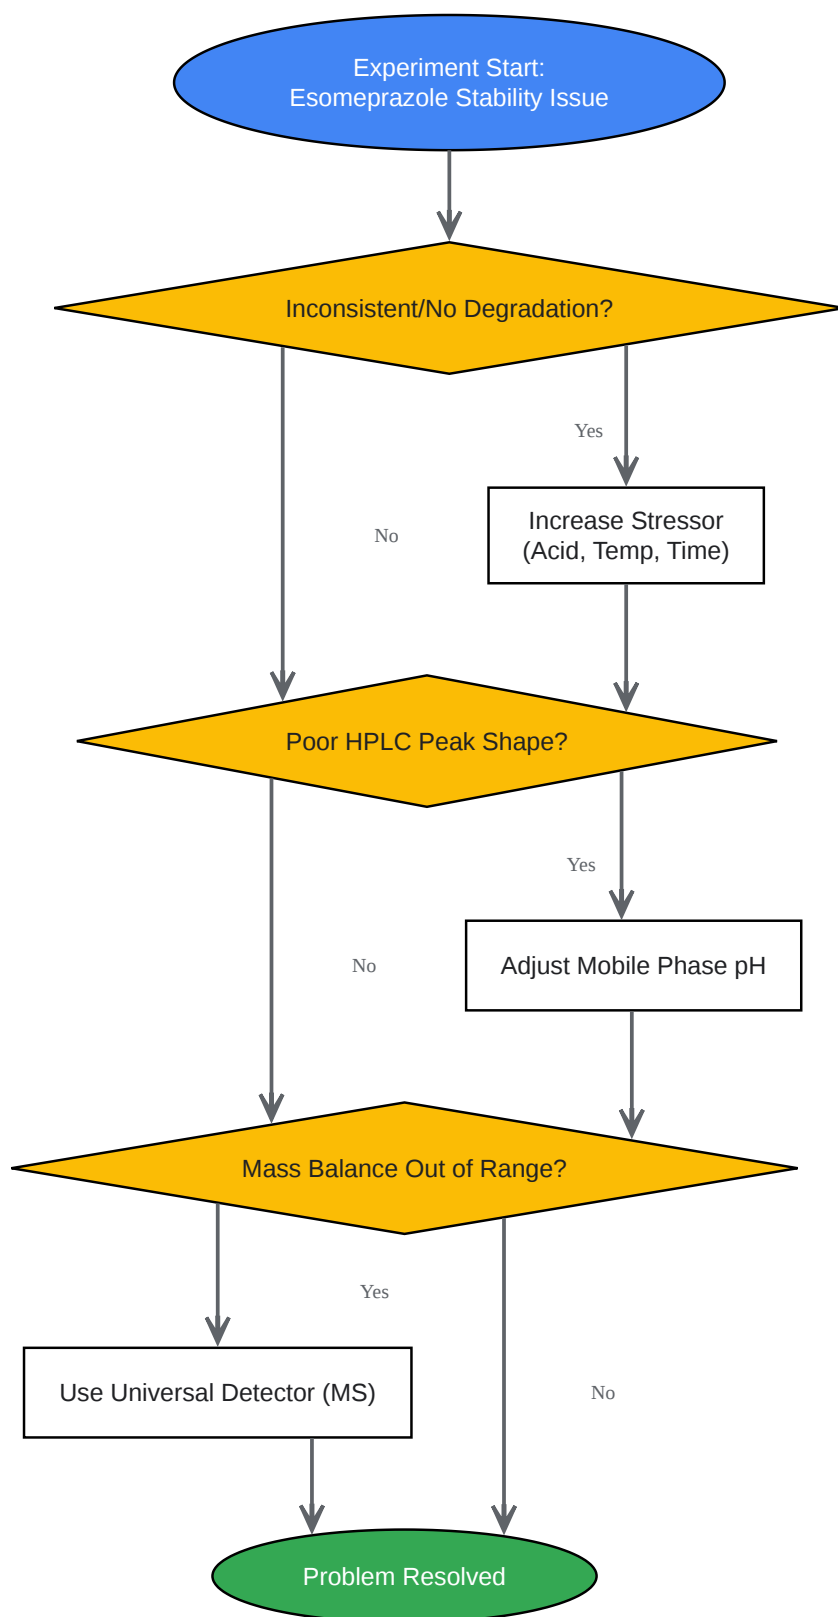 Experiment Start:
Esomeprazole Stability Issue
Inconsistent/No Degradation?
Yes
Increase Stressor
(Acid, Temp, Time)
No
Poor HPLC Peak Shape?
Yes
Adjust Mobile Phase pH
No
Mass Balance Out of Range?
Yes
Use Universal Detector (MS)
No
Problem Resolved